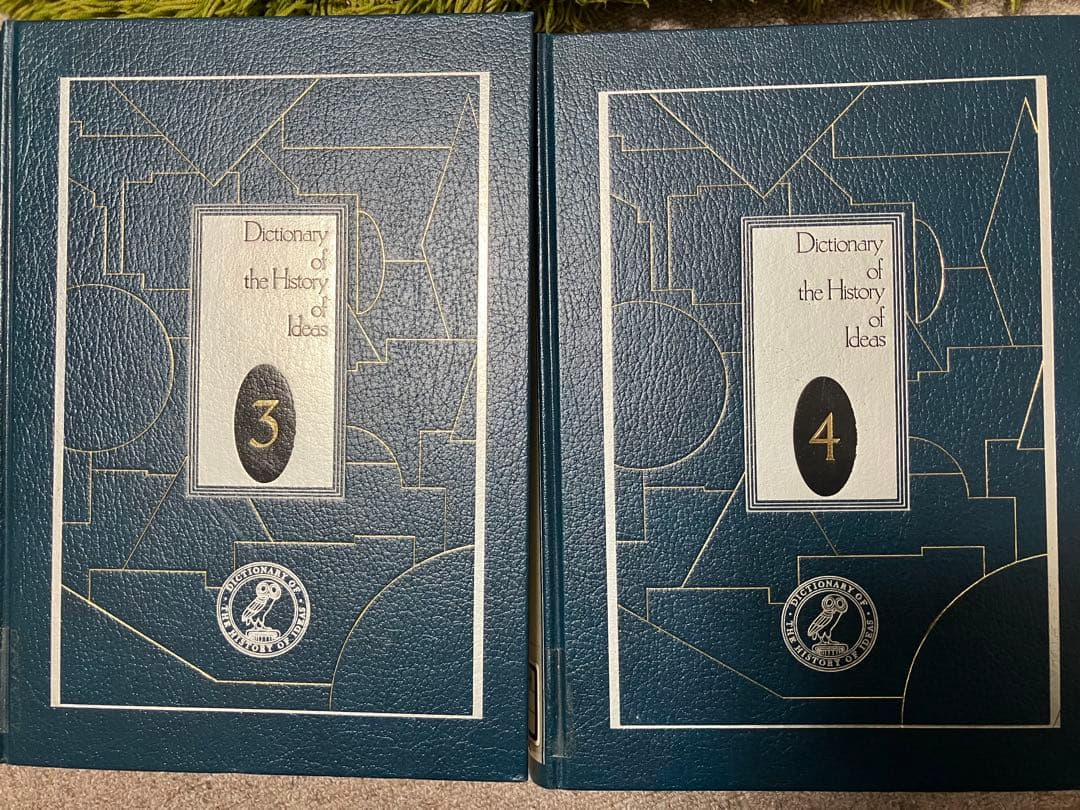 Dictionary
of
the History
of
Ideas
3
DICTIONARY OF
THE HISTORY OF IDEAS
Dictionary
of
the History
of
Ideas
4
DICTIONARY OF
THE HISTORY OF IDEAS